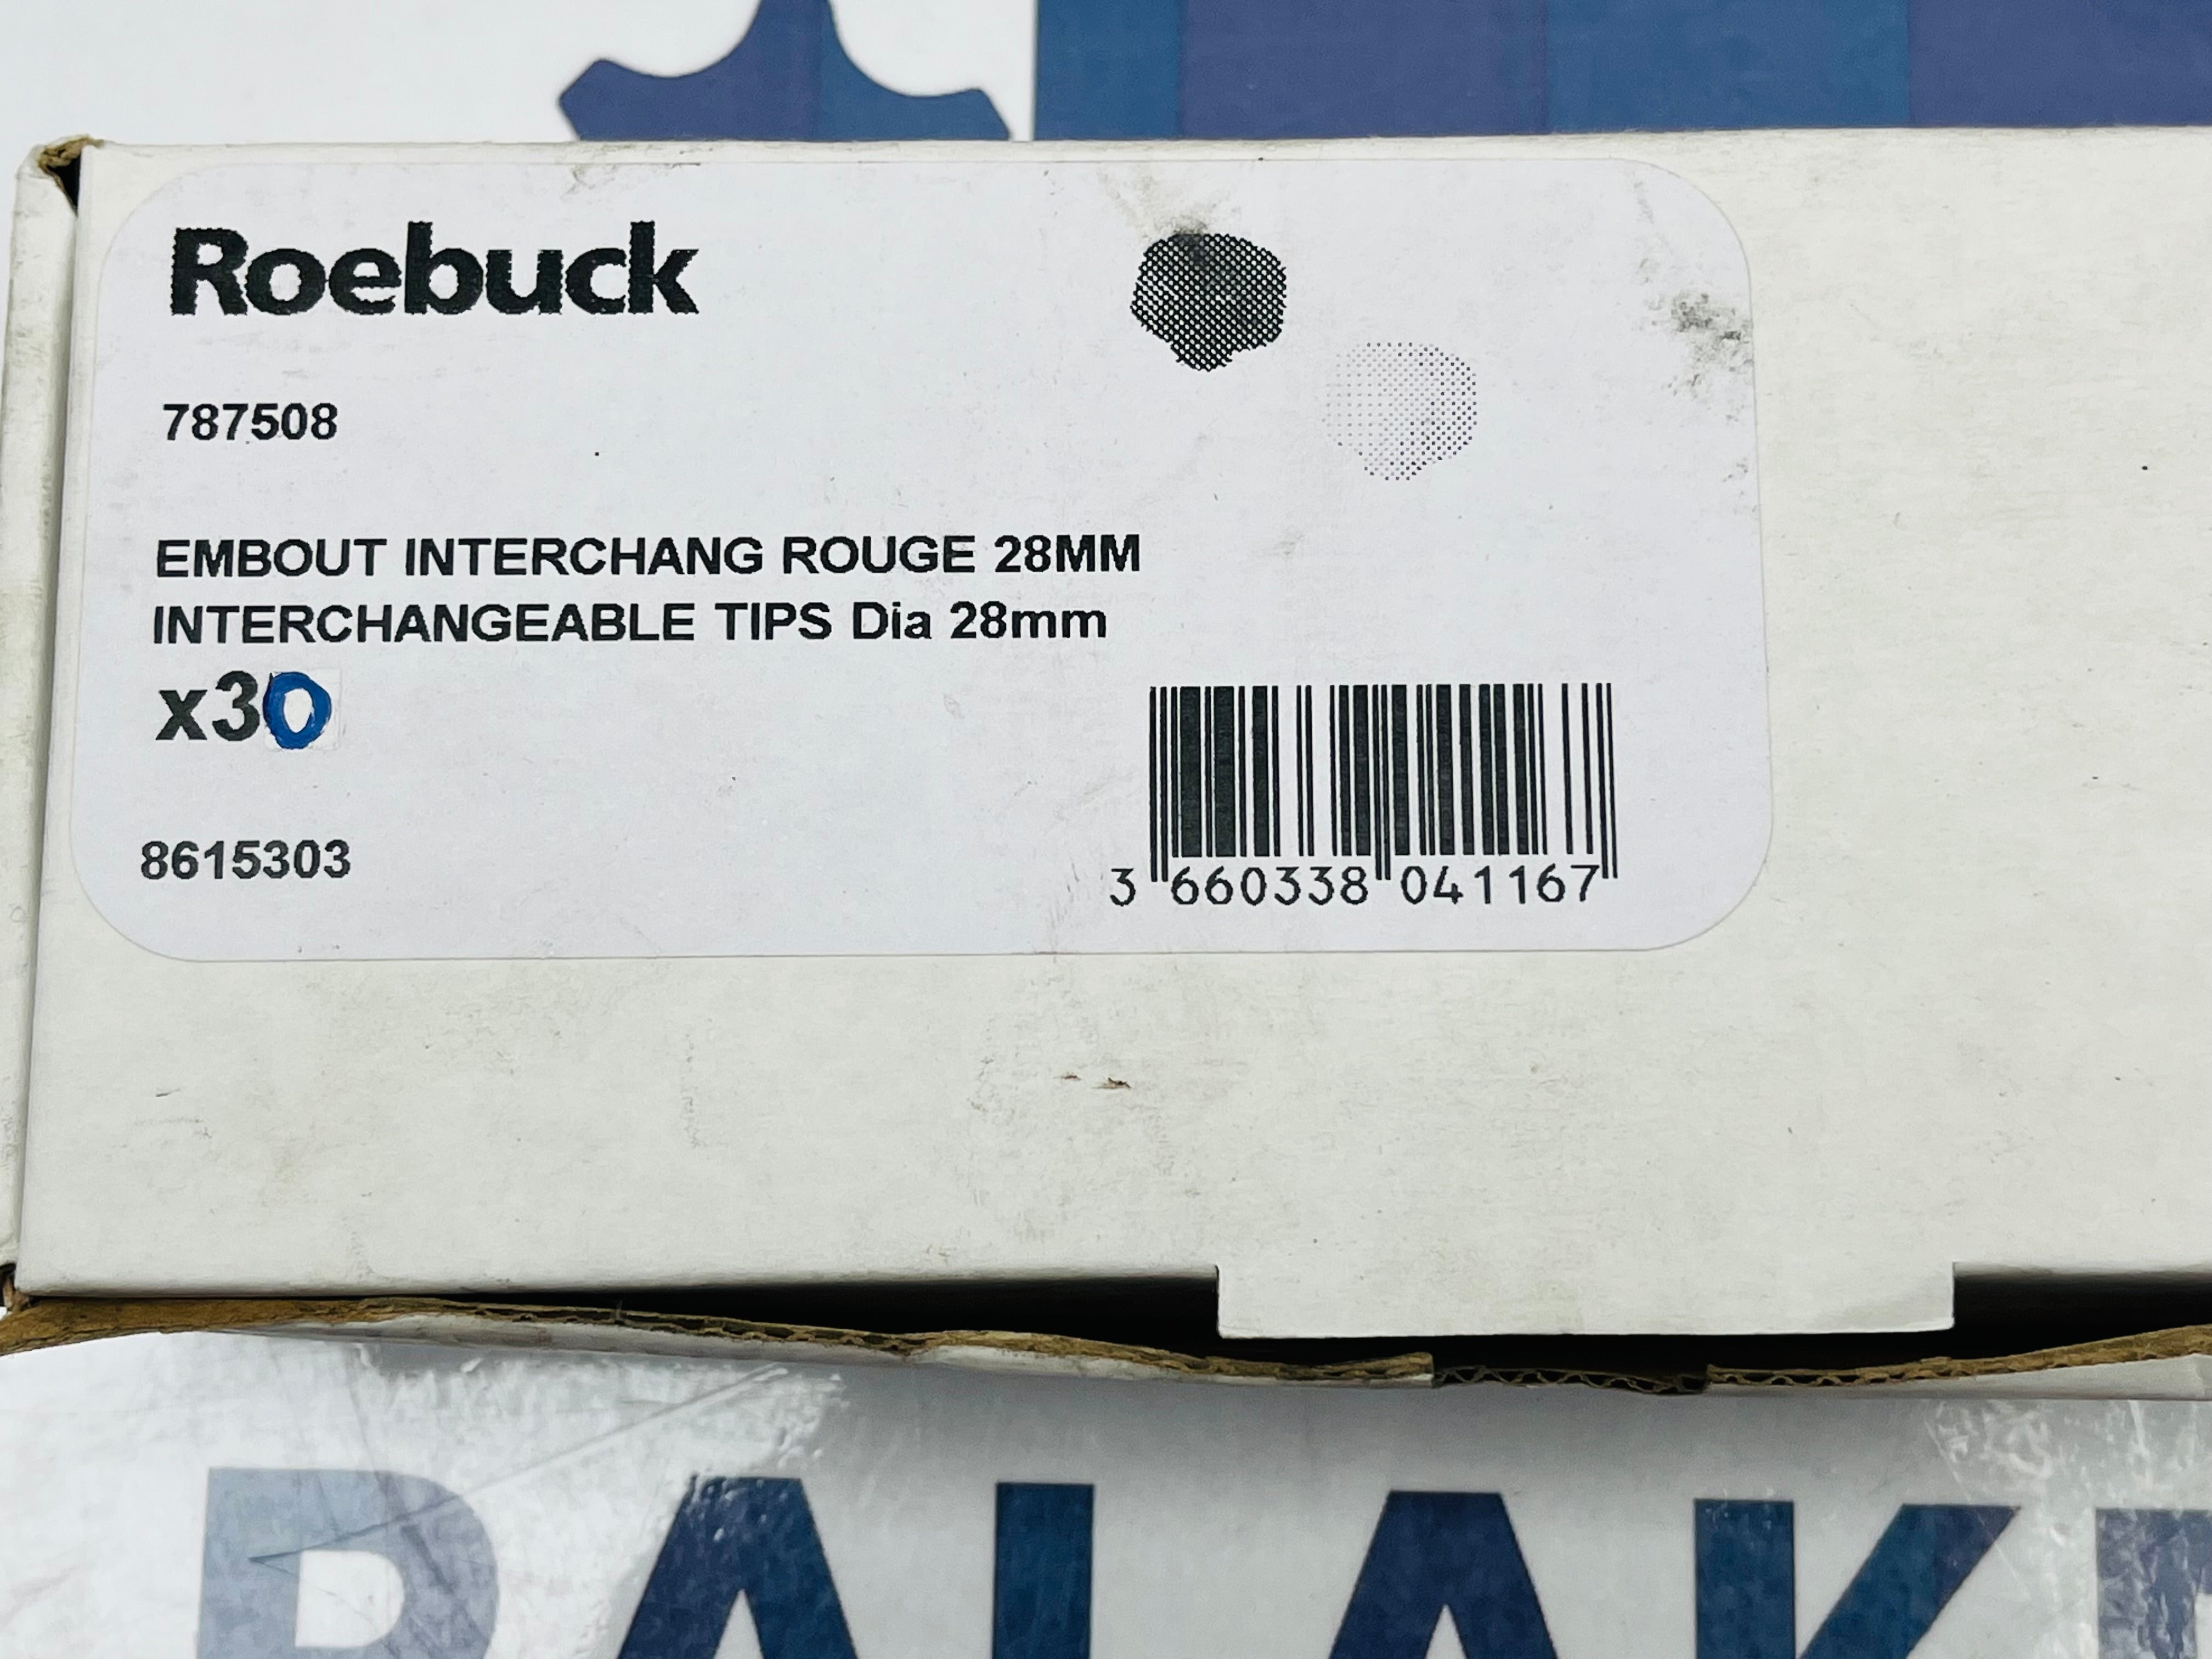 Roebuck
787508
EMBOUT INTERCHANG ROUGE 28MM
INTERCHANGEABLE TIPS Dia 28mm
x30
8615303
3 660338 041167